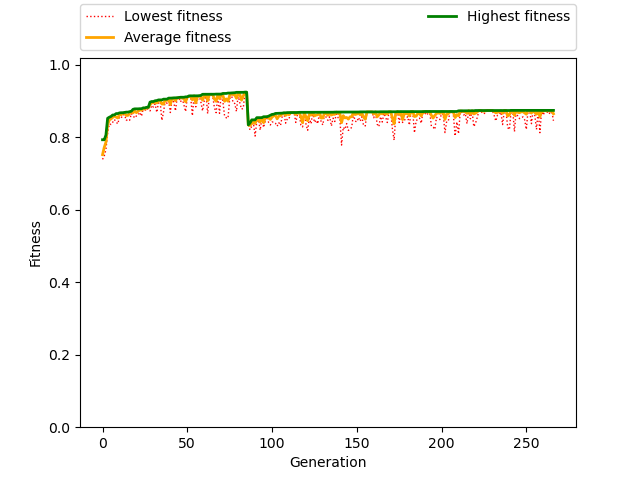 Lowest fitness
Average fitness
Highest fitness
1.0
0.8
0.6
0.4
0.2
0.0
Fitness
0 50 100 150 200 250
Generation